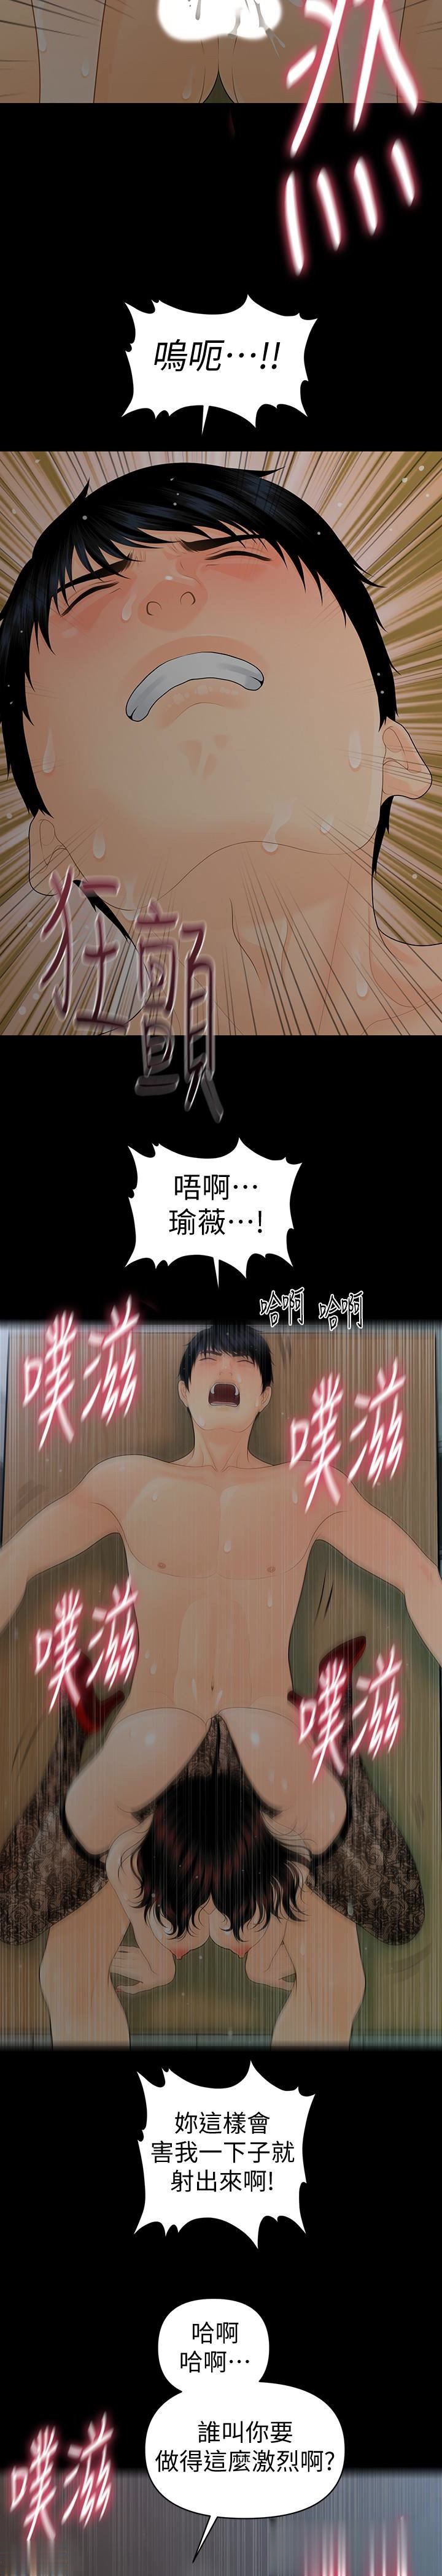 嗚呃…!!
狂顫
唔啊…
瑜薇…!
哈啊 哈啊
噗滋
噗滋
噗滋
噗滋
妳這樣會
害我一下子就
射出來啊!
哈啊
哈啊…
誰叫你要
做得這麼激烈啊?
噗滋